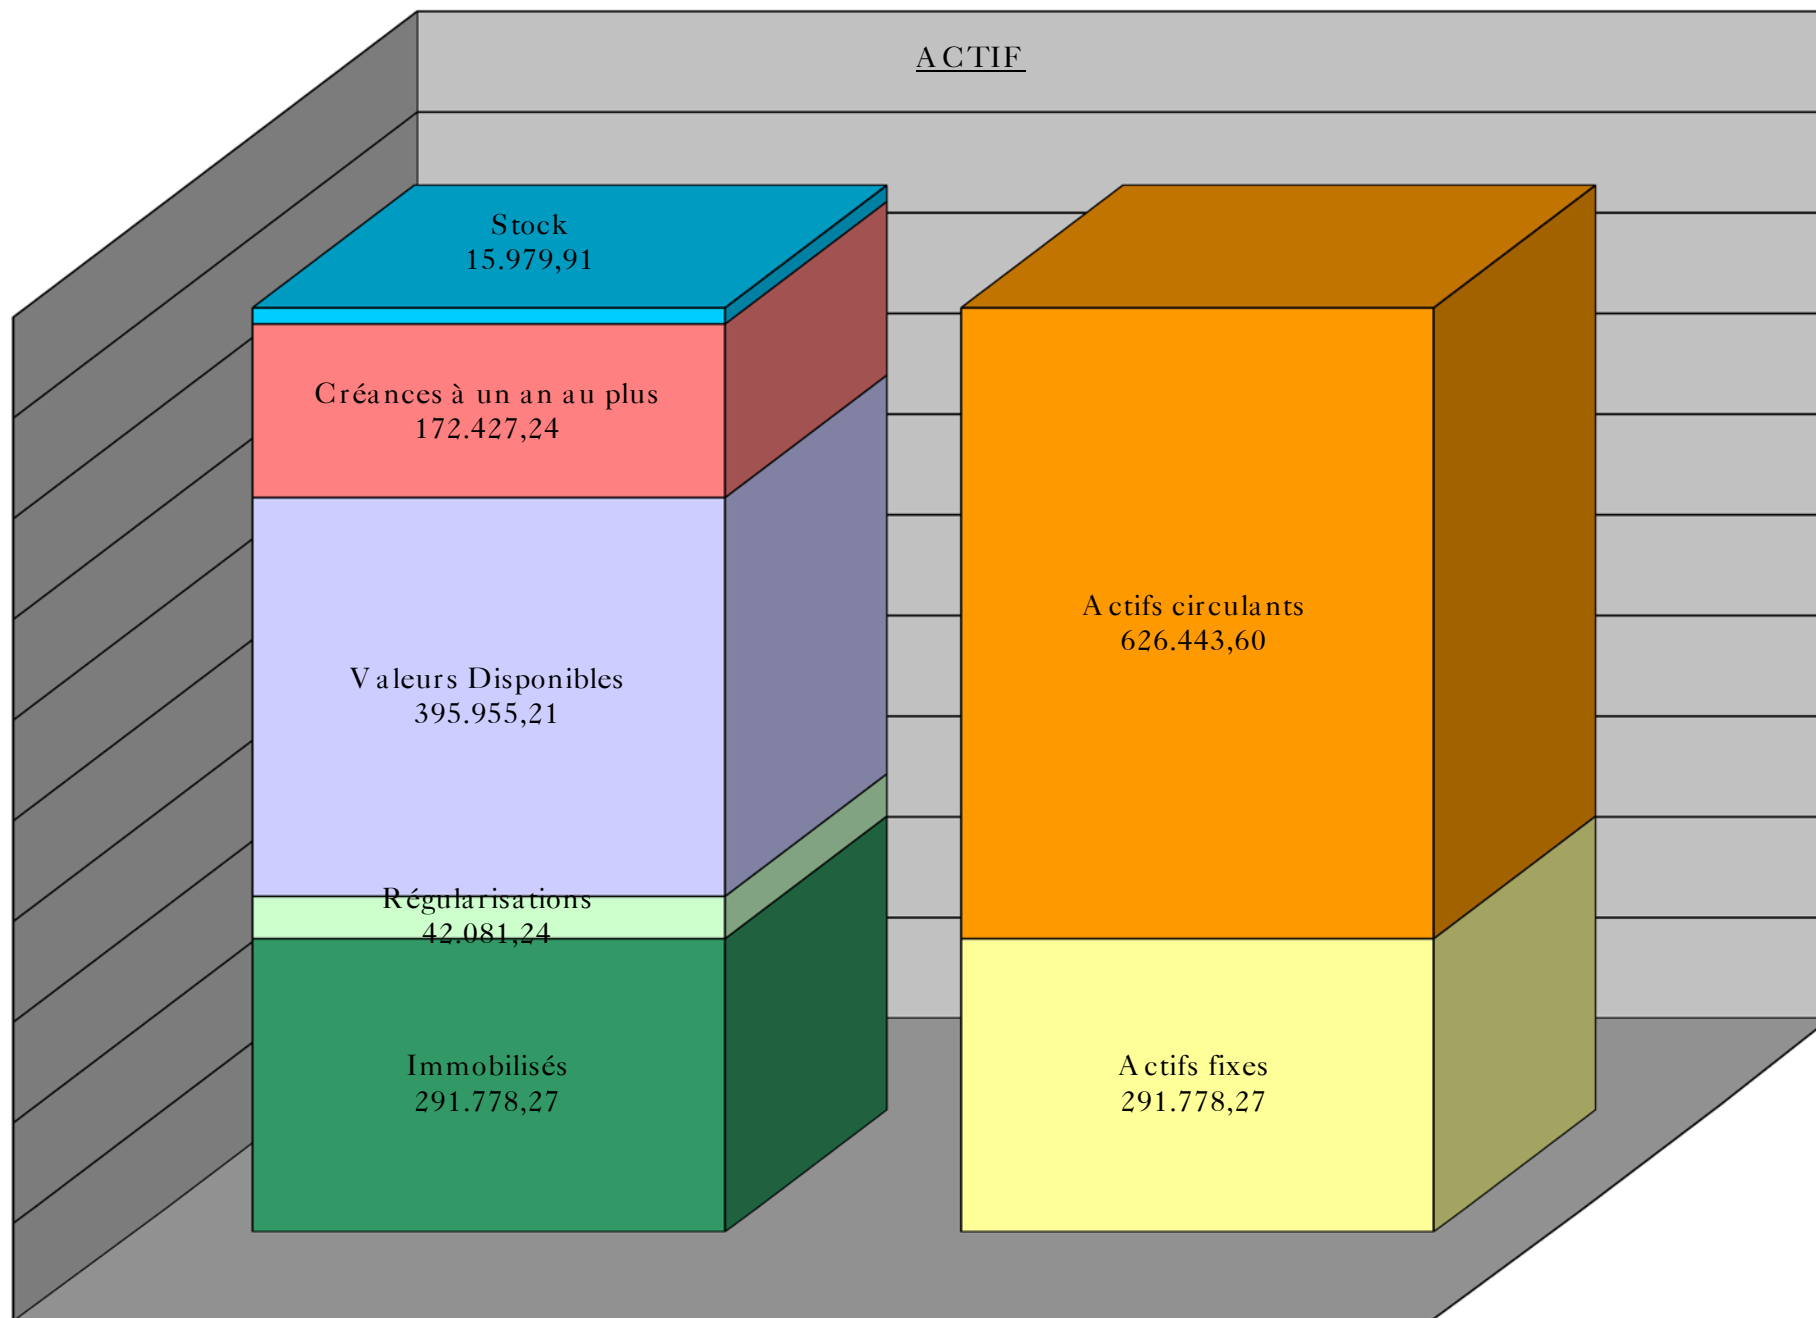 ACTIF
Stock
15.979,91
Créances à un an au plus
172.427,24
Valeurs Disponibles
395.955,21
Régularisations
42.081,24
Immobilisés
291.778,27
Actifs circulants
626.443,60
Actifs fixes
291.778,27